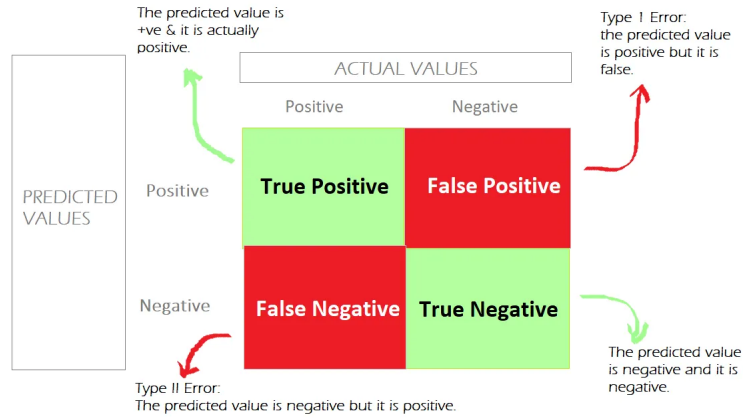 The predicted value is
+ve & it is actually
positive.
Type 1 Error:
the predicted value
is positive but it is
false.
ACTUAL VALUES
Positive
Negative
PREDICTED
VALUES
Positive
True Positive
False Positive
Negative
False Negative
True Negative
The predicted value
is negative and it is
negative.
Type II Error:
The predicted value is negative but it is positive.